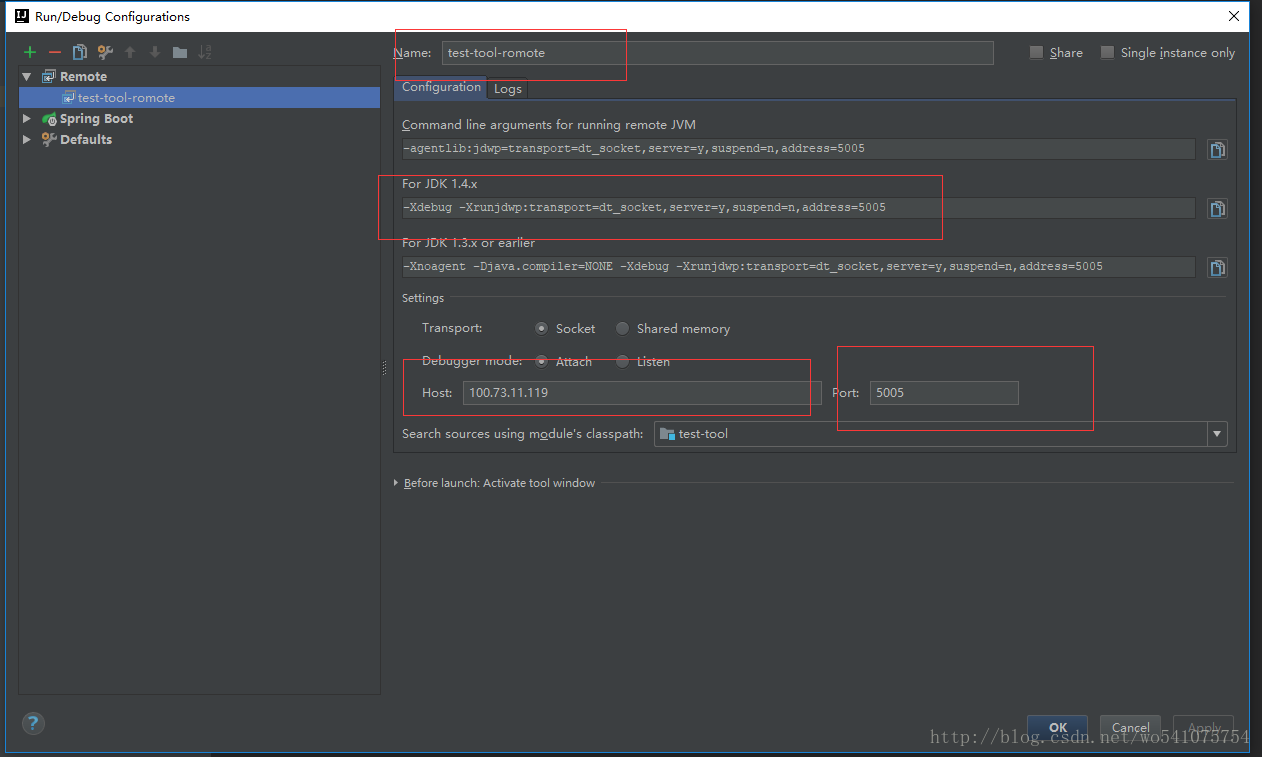 Run/Debug Configurations
Name: test-tool-romote Share Single instance only
Remote
test-tool-romote
Spring Boot
Defaults
Configuration Logs
Command line arguments for running remote JVM
-agentlib:jdwp=transport=dt_socket,server=y,suspend=n,address=5005
For JDK 1.4.x
-Xdebug -Xrunjdwp:transport=dt_socket,server=y,suspend=n,address=5005
For JDK 1.3.x or earlier
-Xnoagent -Djava.compiler=NONE -Xdebug -Xrunjdwp:transport=dt_socket,server=y,suspend=n,address=5005
Settings
Transport: Socket Shared memory
Debugger mode: Attach Listen
Host: 100.73.11.119 Port: 5005
Search sources using module's classpath: test-tool
Before launch: Activate tool window
? OK Cancel Apply
http://blog.csdn.net/wo541075754